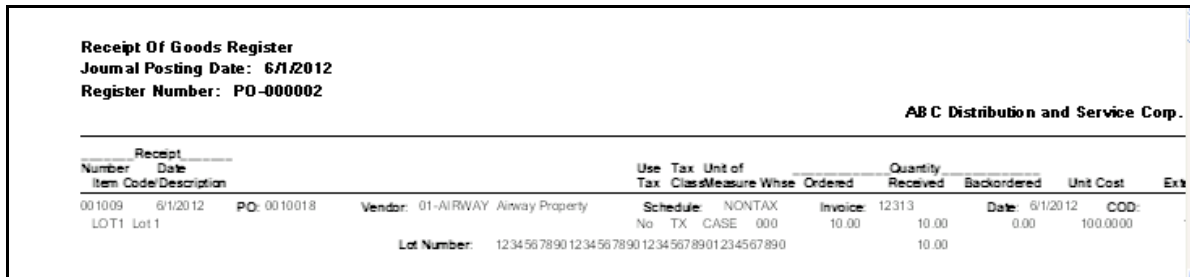 Receipt Of Goods Register
Journal Posting Date: 6/1/2012
Register Number: PO-000002
ABC Distribution and Service Corp.
Receipt
Number Date Use Tax Unit of Quantity
Item Code/Description Tax Class Measure Whse Ordered Received Backordered Unit Cost Ext
001009 6/1/2012 PO: 0010018 Vendor: 01-AIRWAY Airway Property Schedule: NONTAX Invoice: 12313 Date: 6/1/2012 COD:
LOT1 Lot 1 No TX CASE 000 10.00 10.00 0.00 100.0000
Lot Number: 1234567890123456789012345678901234567890 10.00